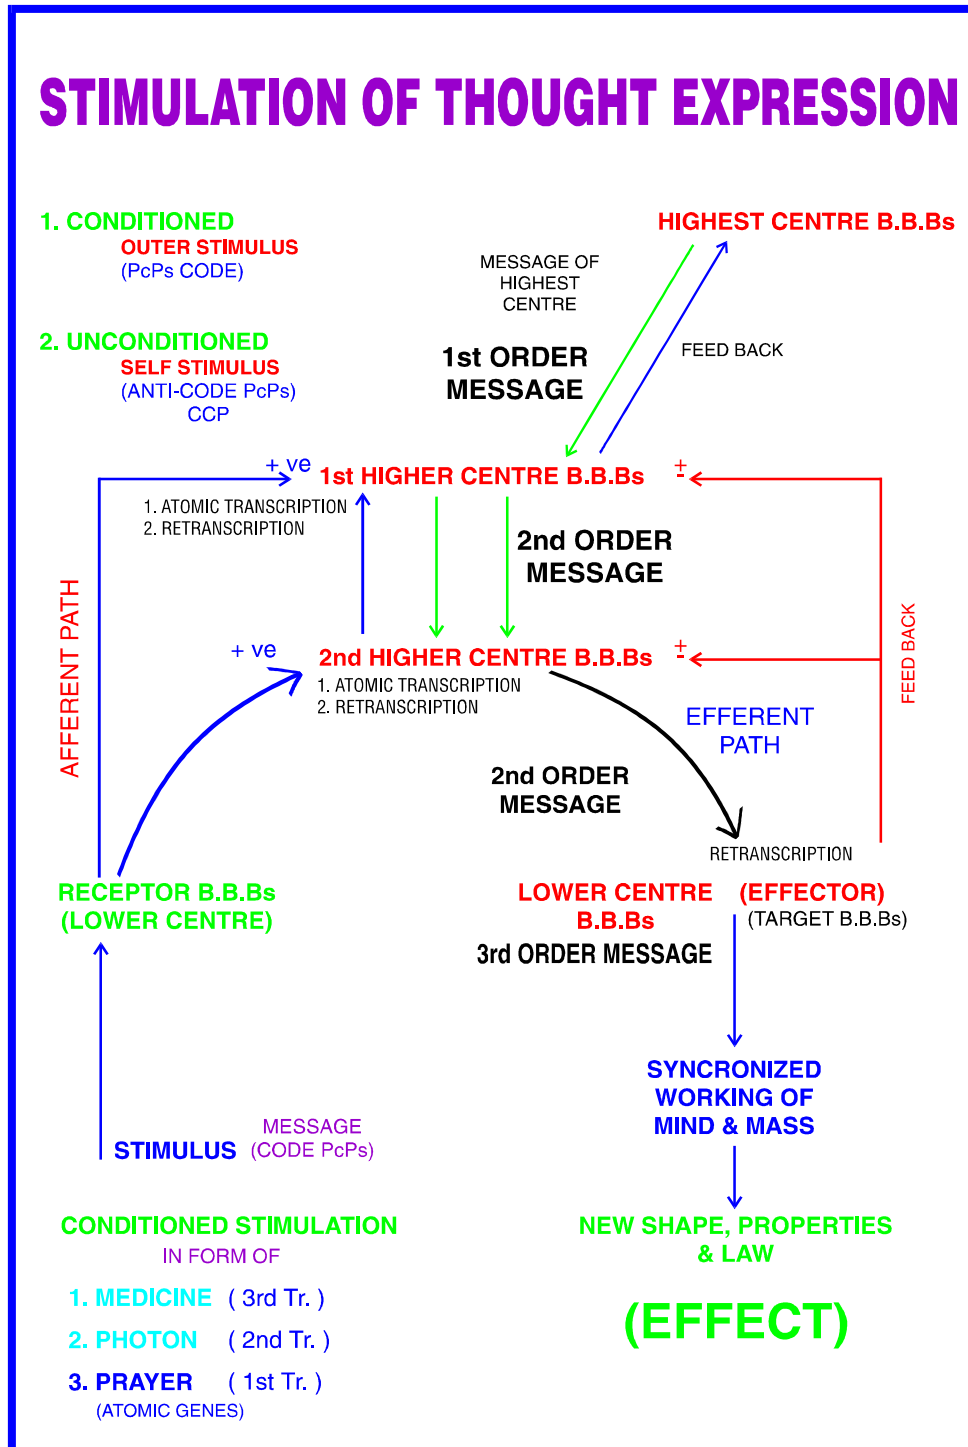 STIMULATION OF THOUGHT EXPRESSION
1. CONDITIONED
OUTER STIMULUS
(PcPs CODE)
2. UNCONDITIONED
SELF STIMULUS
(ANTI-CODE PcPs)
CCP
HIGHEST CENTRE B.B.Bs
MESSAGE OF
HIGHEST
CENTRE
1st ORDER
MESSAGE
FEED BACK
+ ve
1st HIGHER CENTRE B.B.Bs
±
1. ATOMIC TRANSCRIPTION
2. RETRANSCRIPTION
2nd ORDER
MESSAGE
AFFERENT PATH
FEED BACK
+ ve
2nd HIGHER CENTRE B.B.Bs
±
1. ATOMIC TRANSCRIPTION
2. RETRANSCRIPTION
EFFERENT
PATH
2nd ORDER
MESSAGE
RETRANSCRIPTION
RECEPTOR B.B.Bs
(LOWER CENTRE)
LOWER CENTRE
B.B.Bs
(EFFECTOR)
(TARGET B.B.Bs)
3rd ORDER MESSAGE
SYNCRONIZED
WORKING OF
MIND & MASS
STIMULUS
MESSAGE
(CODE PcPs)
NEW SHAPE, PROPERTIES
& LAW
(EFFECT)
CONDITIONED STIMULATION
IN FORM OF
1. MEDICINE ( 3rd Tr. )
2. PHOTON ( 2nd Tr. )
3. PRAYER ( 1st Tr. )
(ATOMIC GENES)